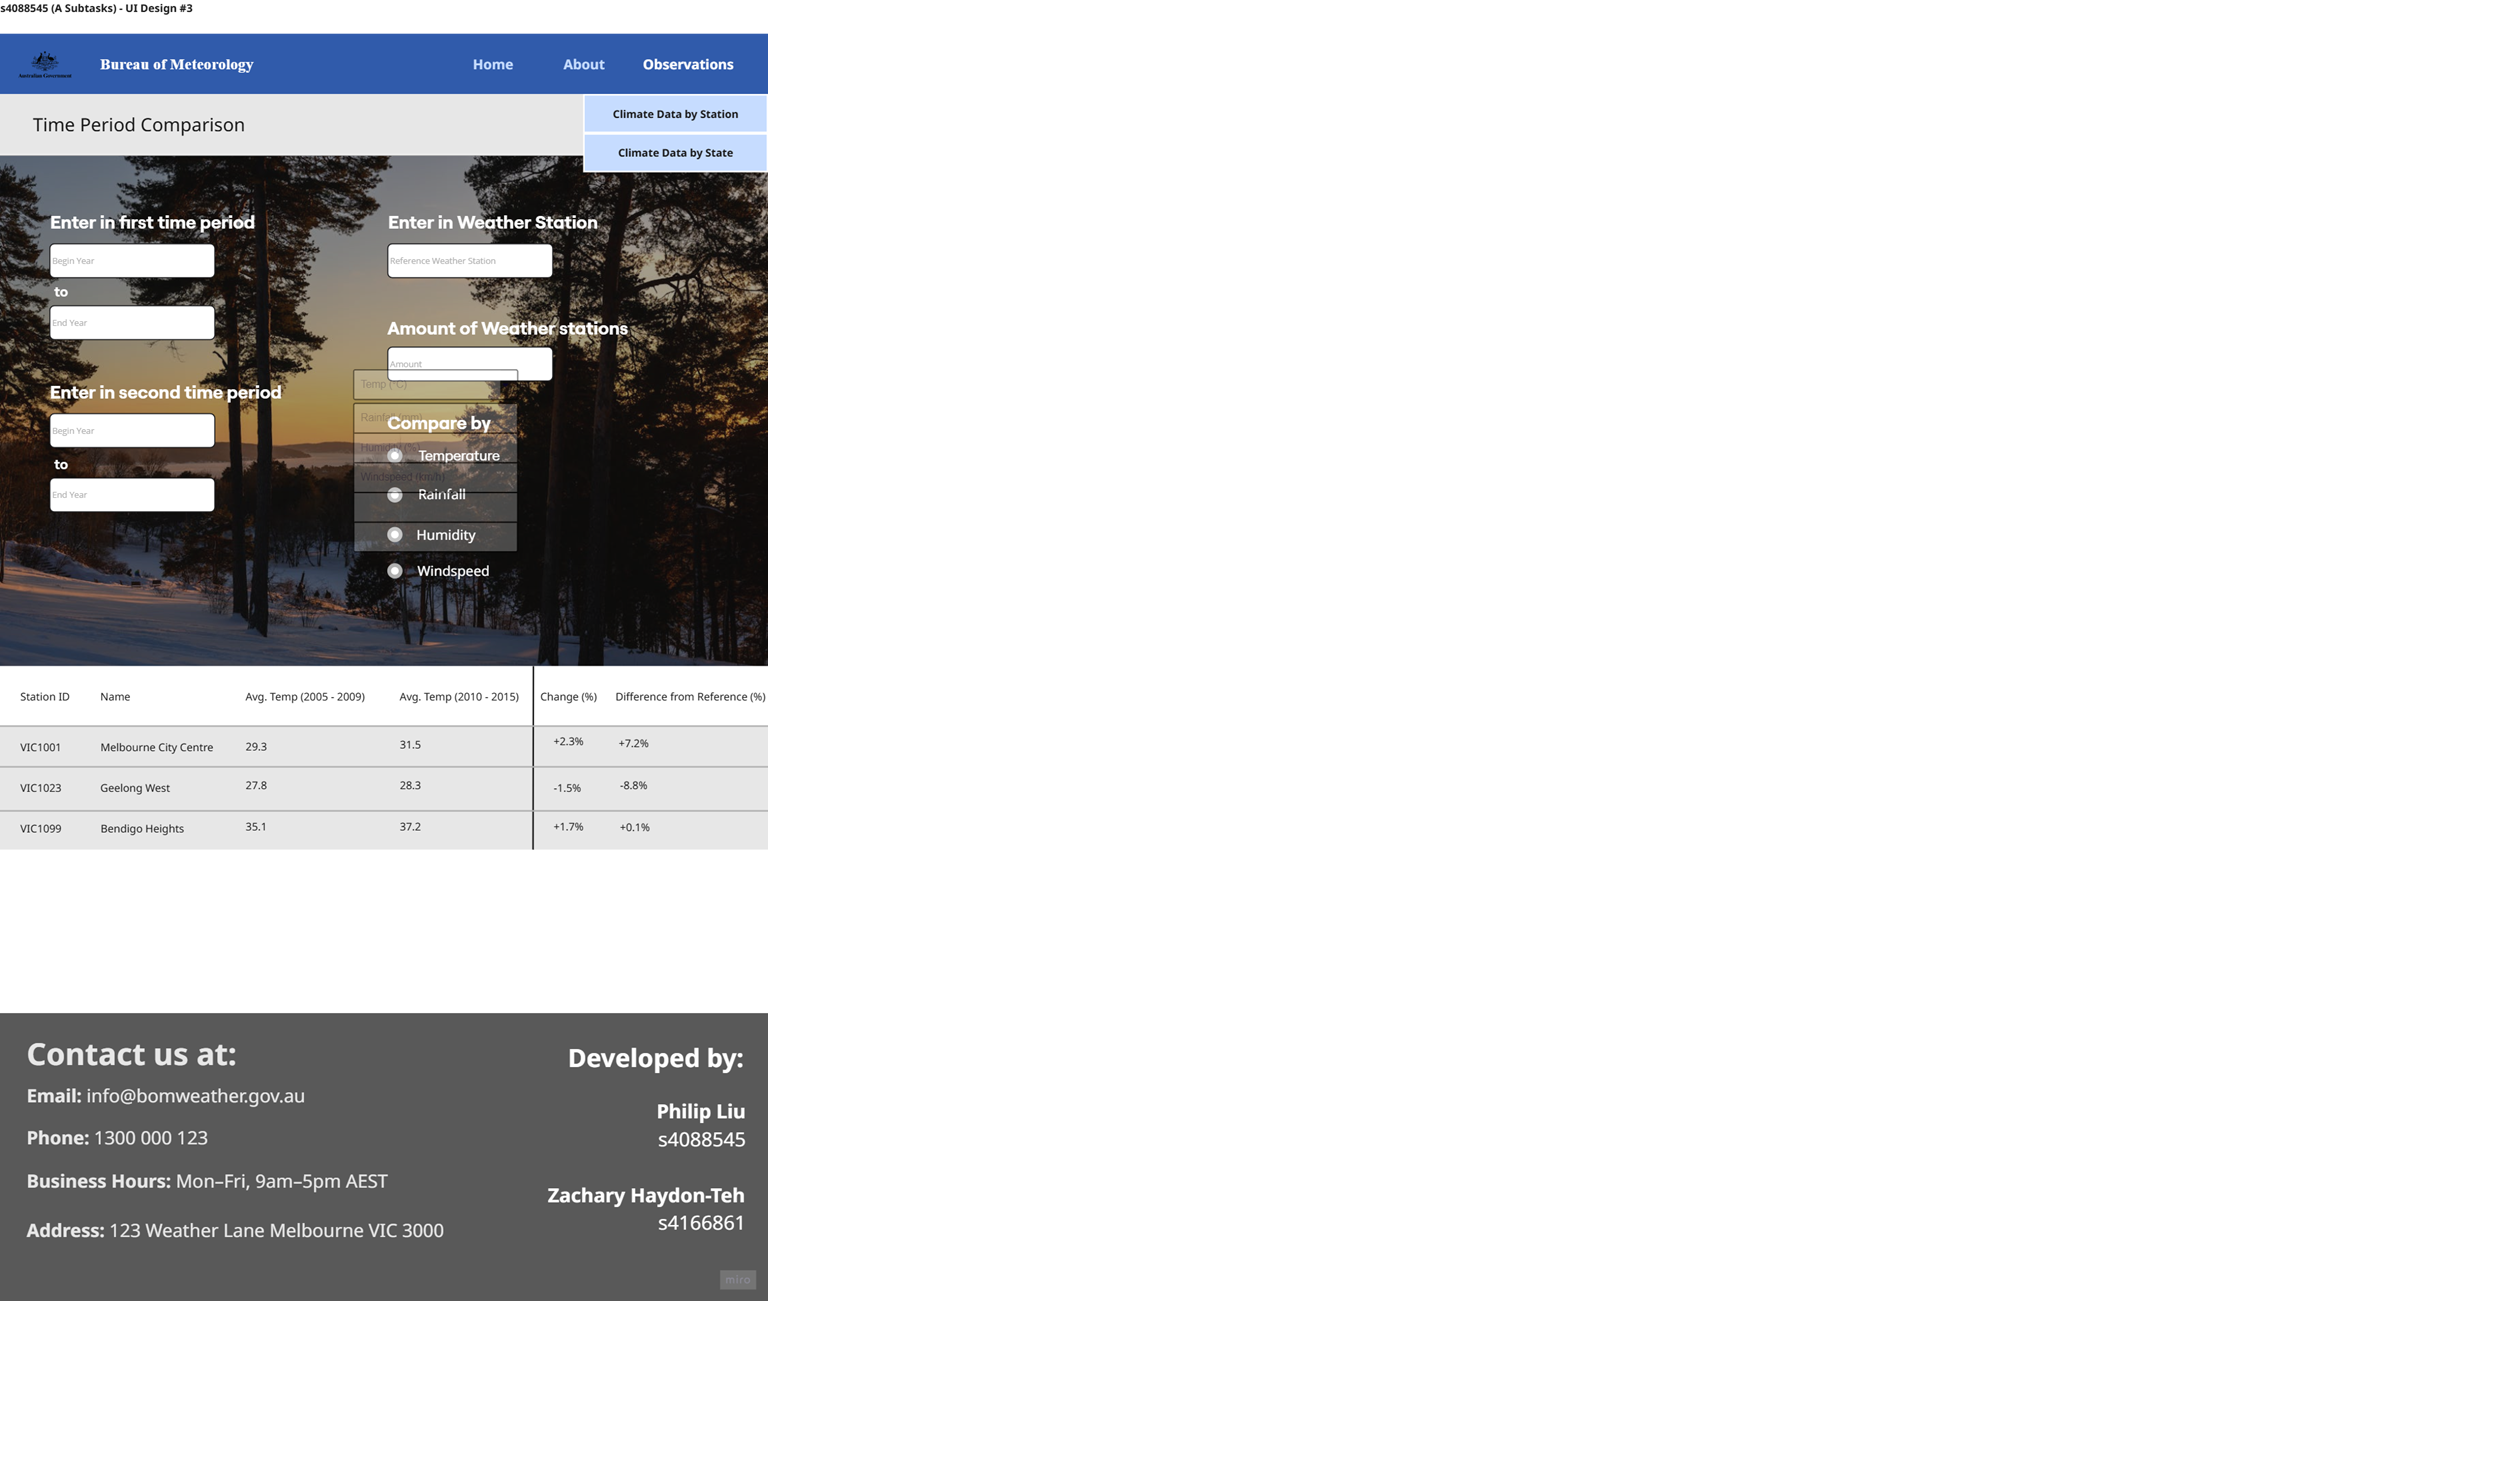 s4088545 (A Subtasks) - UI Design #3
Australian Government
Bureau of Meteorology
Home
About
Observations
Time Period Comparison
Climate Data by Station
Climate Data by State
Enter in first time period
Begin Year
to
End Year
Enter in second time period
Begin Year
to
End Year
Enter in Weather Station
Reference Weather Station
Amount of Weather stations
Amount
Temp (°C)
Rainfall (mm)
Compare by
Humidity (%)
Temperature
Windspeed (km/h)
Rainfall
Humidity
Windspeed
Station ID Name Avg. Temp (2005 - 2009) Avg. Temp (2010 - 2015) Change (%) Difference from Reference (%)
VIC1001 Melbourne City Centre 29.3 31.5 +2.3% +7.2%
VIC1023 Geelong West 27.8 28.3 -1.5% -8.8%
VIC1099 Bendigo Heights 35.1 37.2 +1.7% +0.1%
Contact us at:
Email: info@bomweather.gov.au
Phone: 1300 000 123
Business Hours: Mon–Fri, 9am–5pm AEST
Address: 123 Weather Lane Melbourne VIC 3000
Developed by:
Philip Liu
s4088545
Zachary Haydon-Teh
s4166861
miro